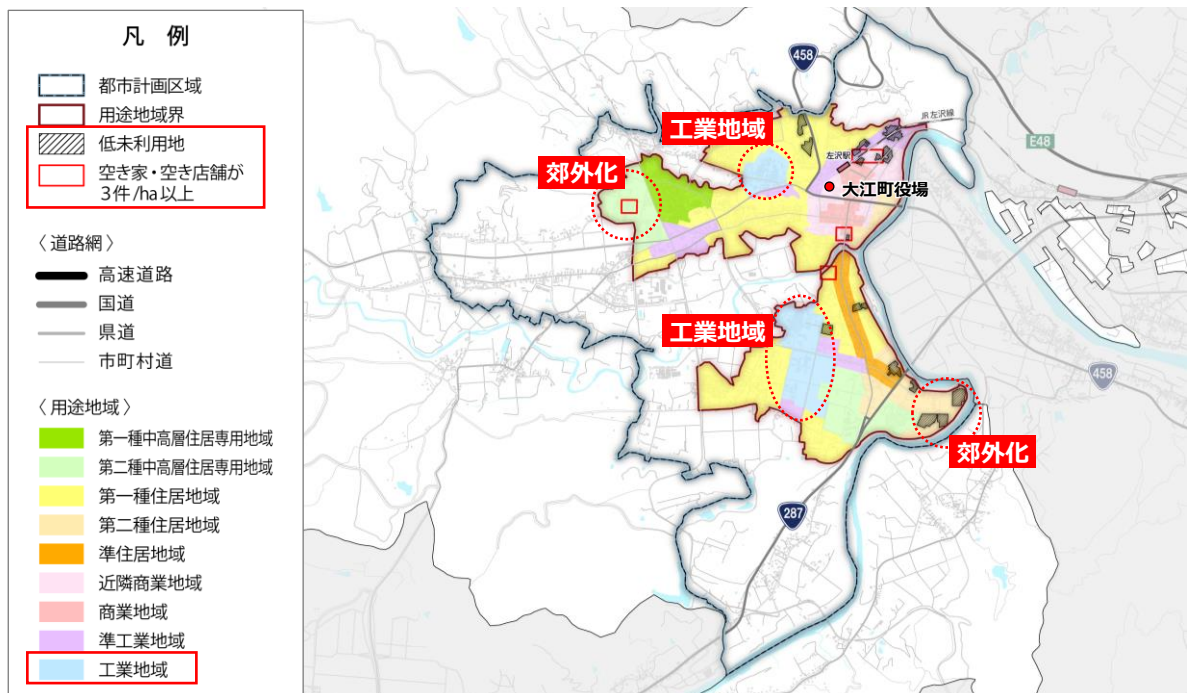 凡 例
都市計画区域
用途地域界
低未利用地
空き家・空き店舗が
3件/ha以上
〈道路網〉
高速道路
国道
県道
市町村道
〈用途地域〉
第一種中高層住居専用地域
第二種中高層住居専用地域
第一種住居地域
第二種住居地域
準住居地域
近隣商業地域
商業地域
準工業地域
工業地域
458
工業地域
JR左沢線
E48
左沢駅
郊外化
大江町役場
工業地域
458
郊外化
287